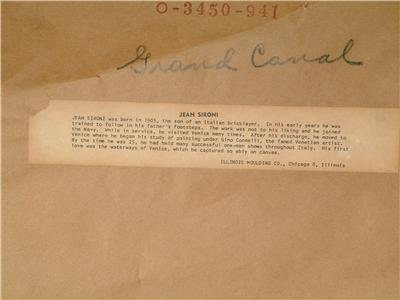 O-3450-941
Grand Canal
JEAN SIRONI
JEAN SIRONI was born in 1903, the son of an Italian bricklayer. In his early years he was
trained to follow in his father's footsteps. The work was not to his liking and he joined
the Navy. While in service, he visited Venice many times. After his discharge, he moved to
Venice where he began his study of painting under Gino Connelli, the famed Venetian artist.
By the time he was 25, he had held many successful one-man shows throughout Italy. His first
love was the waterways of Venice, which he captured so ably on canvas.
ILLINOIS MOULDING CO., Chicago 8, Illinois